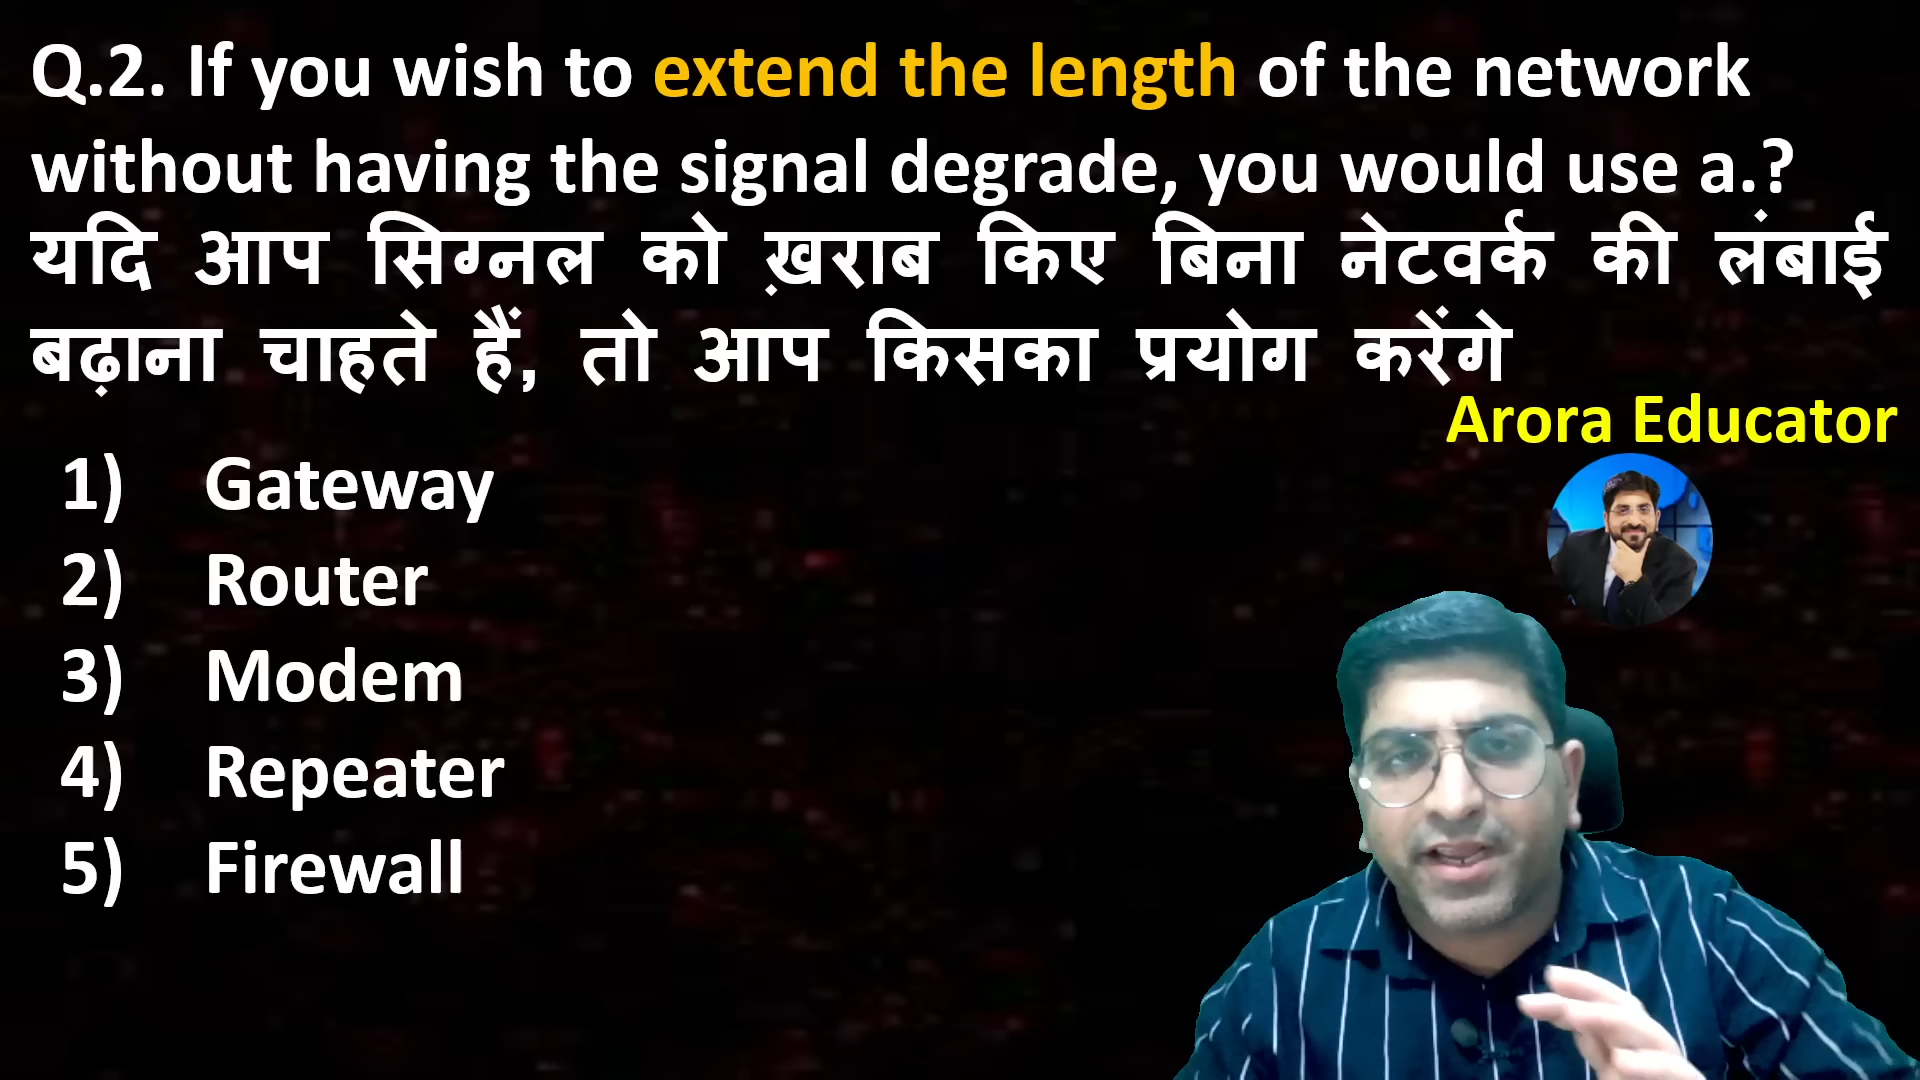 Q.2. If you wish to extend the length of the network
without having the signal degrade, you would use a.?
यदि आप सिग्नल को ख़राब किए बिना नेटवर्क की लंबाई
बढ़ाना चाहते हैं, तो आप किसका प्रयोग करेंगे
Arora Educator
1) Gateway
2) Router
3) Modem
4) Repeater
5) Firewall